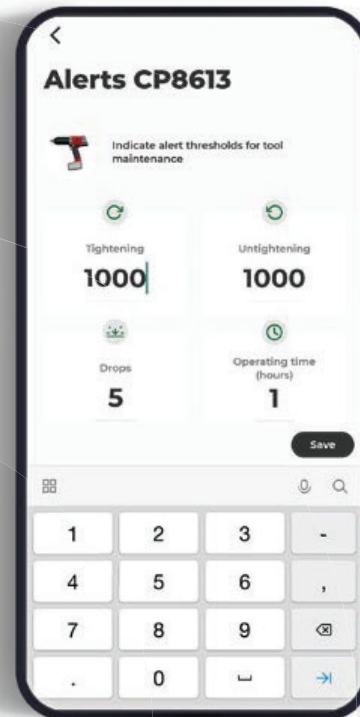 Alerts CP8613
Indicate alert thresholds for tool
maintenance
Tightening
Untightening
1000
1000
Drops
Operating time
(hours)
5
1
Save
1 2 3 -
4 5 6 ,
7 8 9
. 0